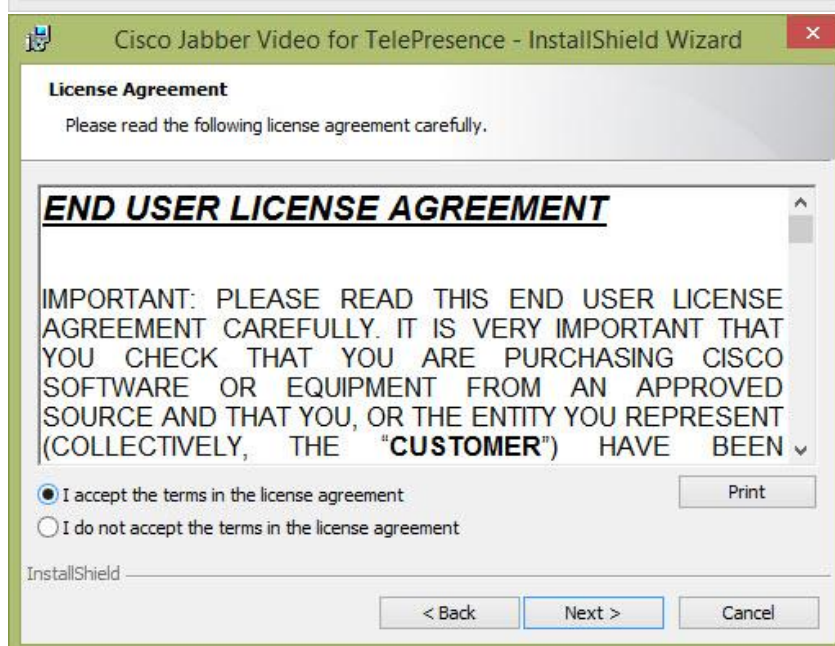 Cisco Jabber Video for TelePresence - InstallShield Wizard
License Agreement
Please read the following license agreement carefully.
END USER LICENSE AGREEMENT
IMPORTANT: PLEASE READ THIS END USER LICENSE
AGREEMENT CAREFULLY. IT IS VERY IMPORTANT THAT
YOU CHECK THAT YOU ARE PURCHASING CISCO
SOFTWARE OR EQUIPMENT FROM AN APPROVED
SOURCE AND THAT YOU, OR THE ENTITY YOU REPRESENT
(COLLECTIVELY, THE “CUSTOMER”) HAVE BEEN
I accept the terms in the license agreement
Print
I do not accept the terms in the license agreement
InstallShield
< Back
Next >
Cancel